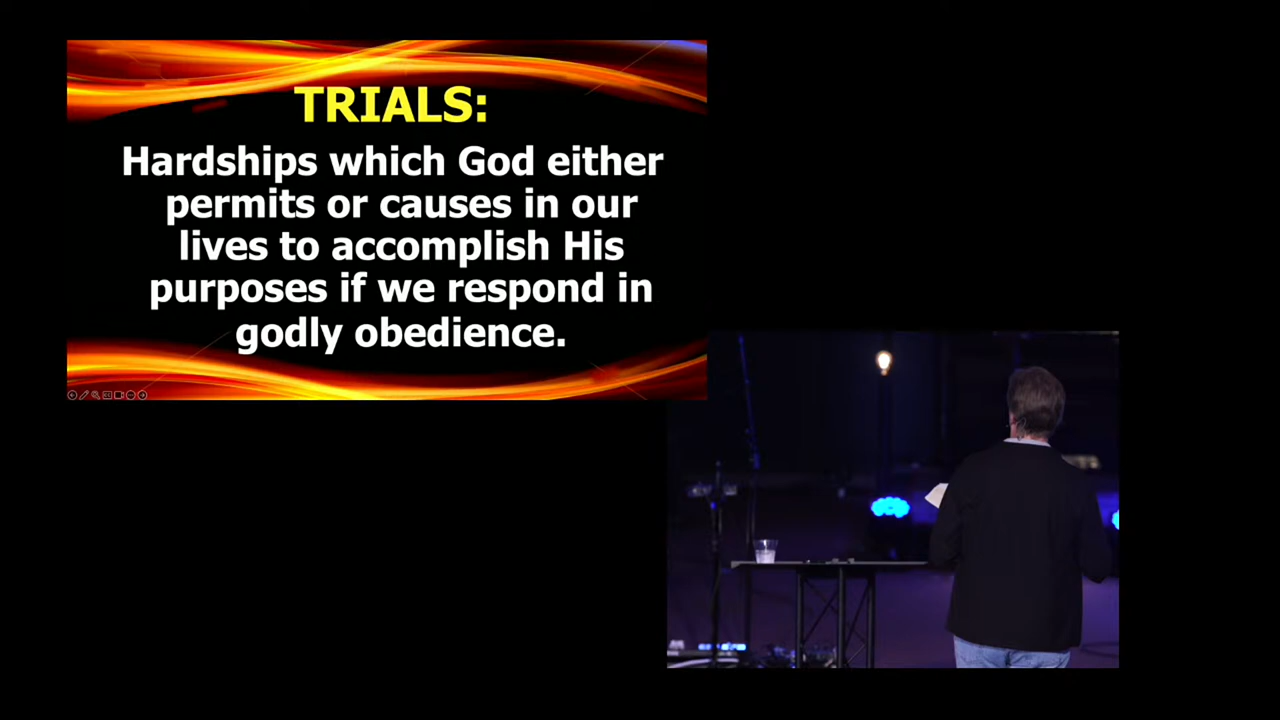 TRIALS:
Hardships which God either
permits or causes in our
lives to accomplish His
purposes if we respond in
godly obedience.